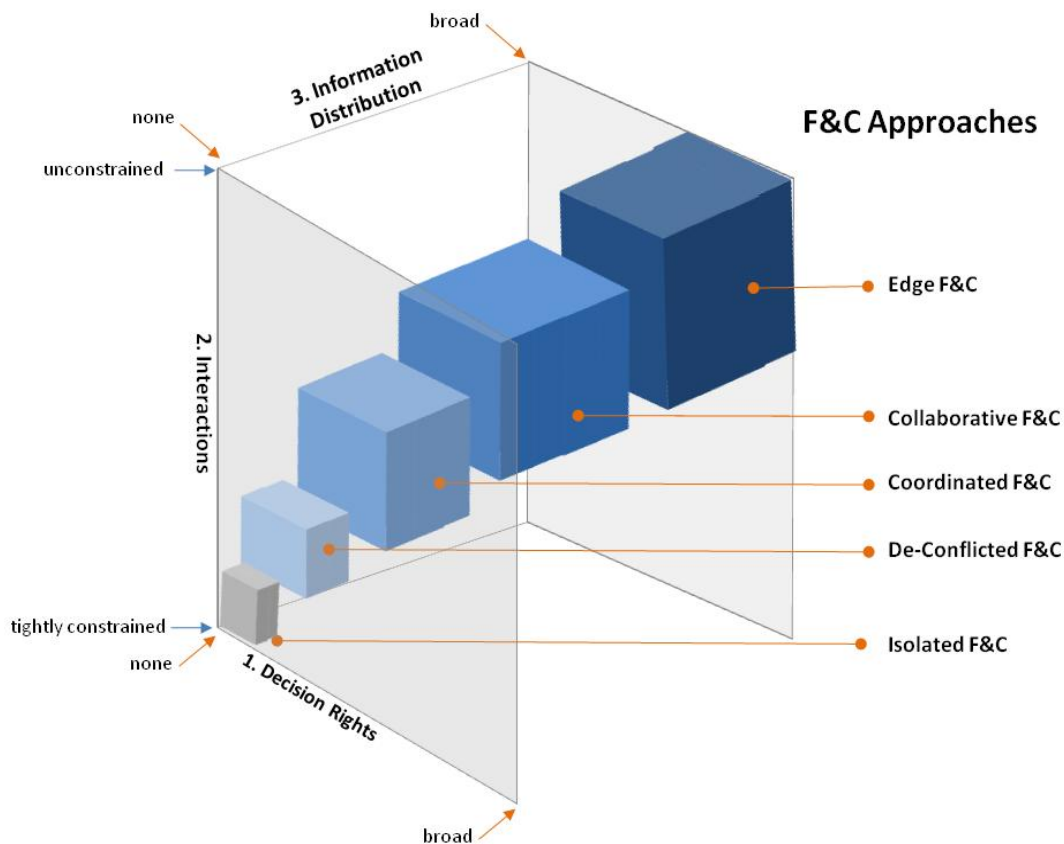 broad
3. Information
Distribution
F&C Approaches
none
unconstrained
Edge F&C
2. Interactions
Collaborative F&C
Coordinated F&C
De-Conflicted F&C
tightly constrained
Isolated F&C
none
1. Decision Rights
broad